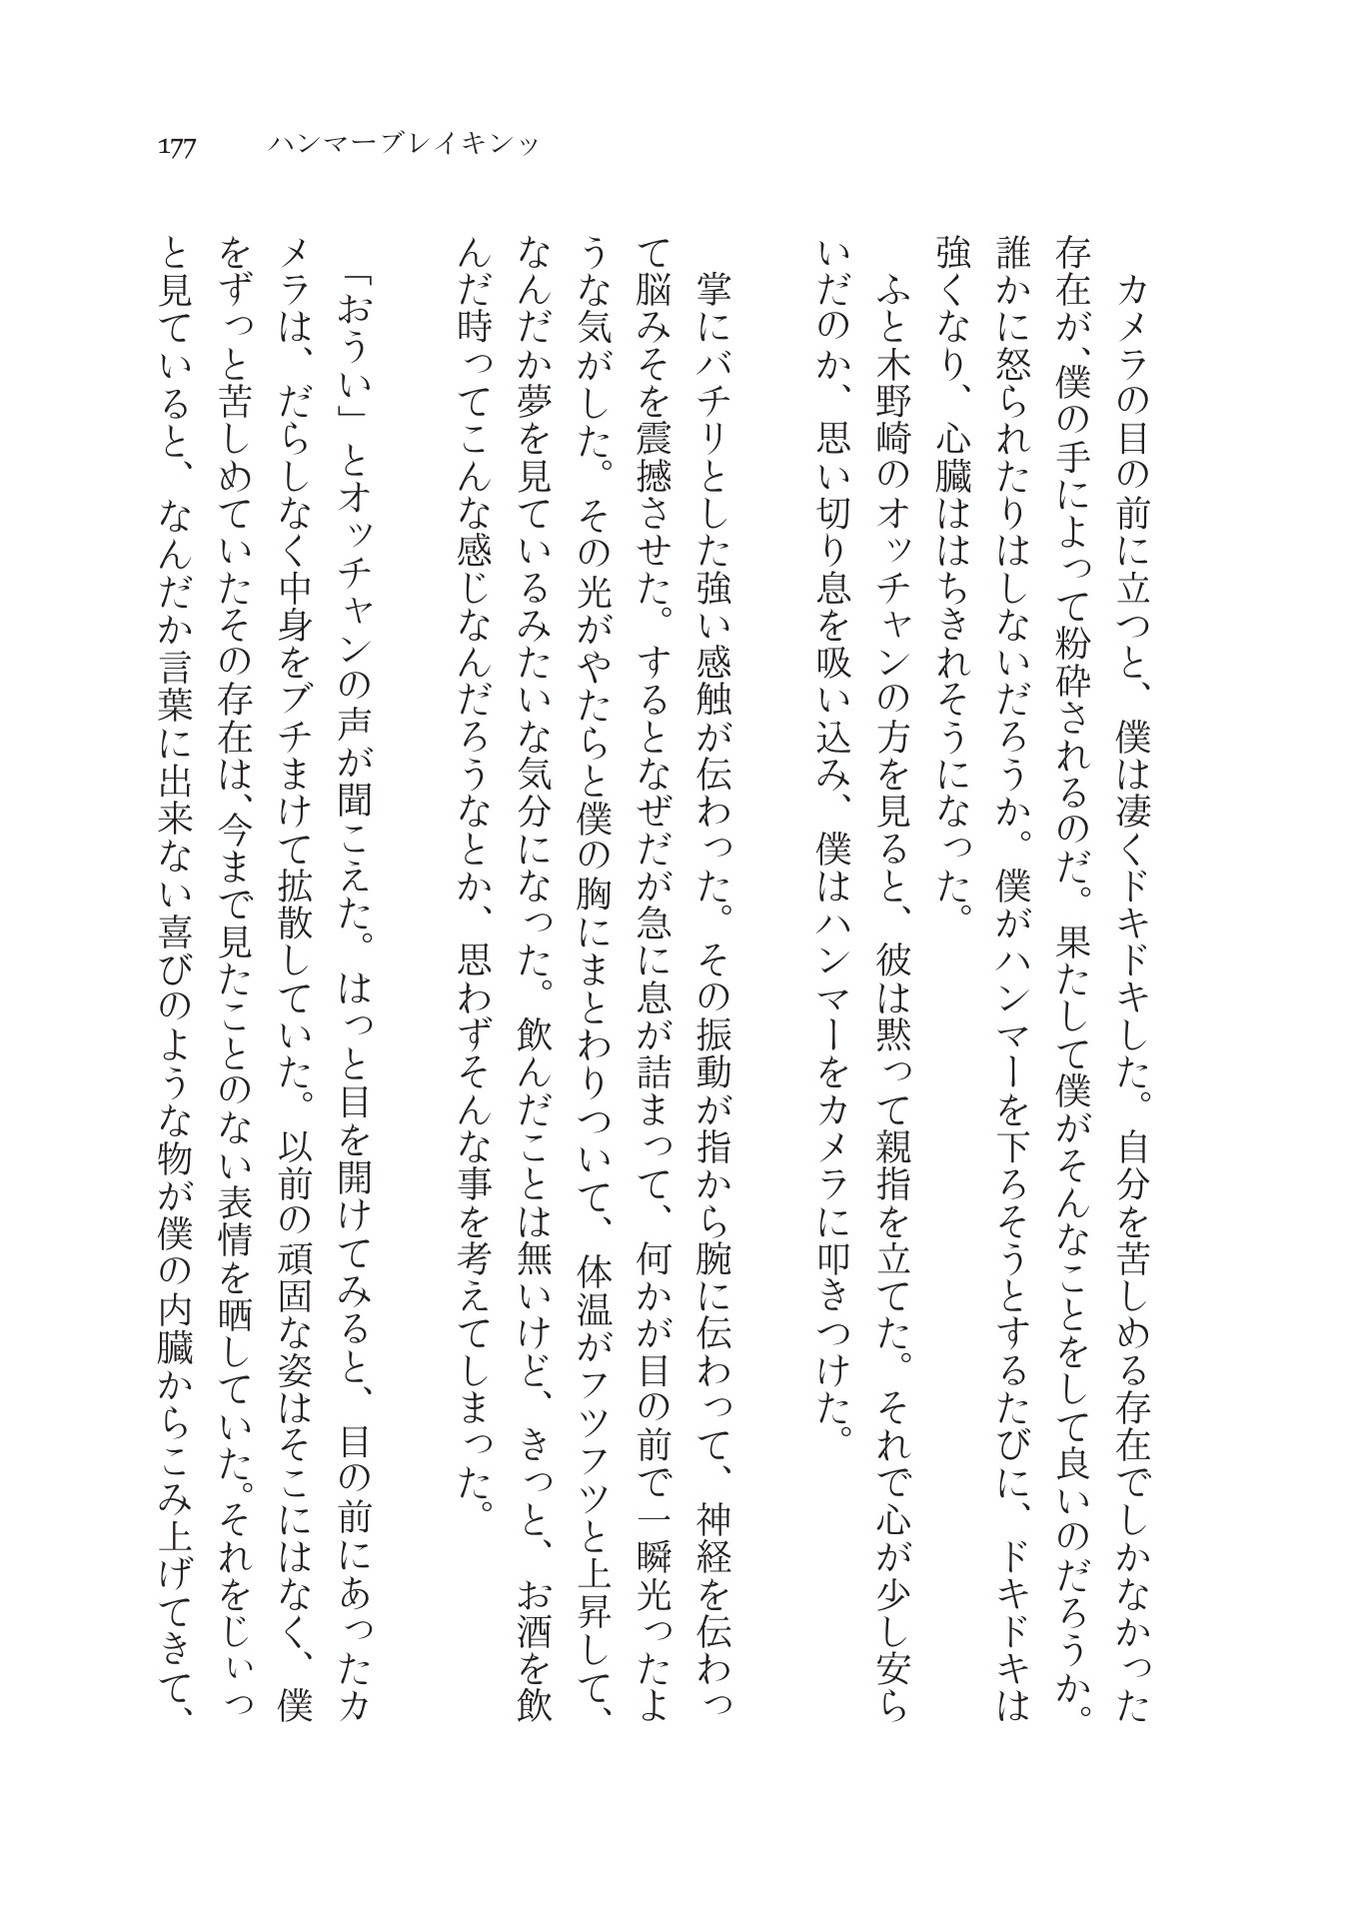 177 ハンマーブレイキンッ
カメラの目の前に立つと、僕は凄くドキドキした。自分を苦しめる存在でしかなかった
存在が、僕の手によって粉砕されるのだ。果たして僕がそんなことをして良いのだろうか。
誰かに怒られたりはしないだろうか。僕がハンマーを下ろそうとするたびに、ドキドキは
強くなり、心臓ははちきれそうになった。
ふと木野崎のオッチャンの方を見ると、彼は黙って親指を立てた。それで心が少し安ら
いだのか、思い切り息を吸い込み、僕はハンマーをカメラに叩きつけた。
掌にバチリとした強い感触が伝わった。その振動が指から腕に伝わって、神経を伝わっ
て脳みそを震撼させた。するとなぜだが急に息が詰まって、何かが目の前で一瞬光ったよ
うな気がした。その光がやたらと僕の胸にまとわりついて、体温がフツフツと上昇して、
なんだか夢を見ているみたいな気分になった。飲んだことは無いけど、きっと、お酒を飲
んだ時ってこんな感じなんだろうなとか、思わずそんな事を考えてしまった。
「おうい」とオッチャンの声が聞こえた。はっと目を開けてみると、目の前にあったカ
メラは、だらしなく中身をブチまけて拡散していた。以前の頑固な姿はそこにはなく、僕
をずっと苦しめていたその存在は、今まで見たことのない表情を晒していた。それをじぃっ
と見ていると、なんだか言葉に出来ない喜びのような物が僕の内臓からこみ上げてきて、